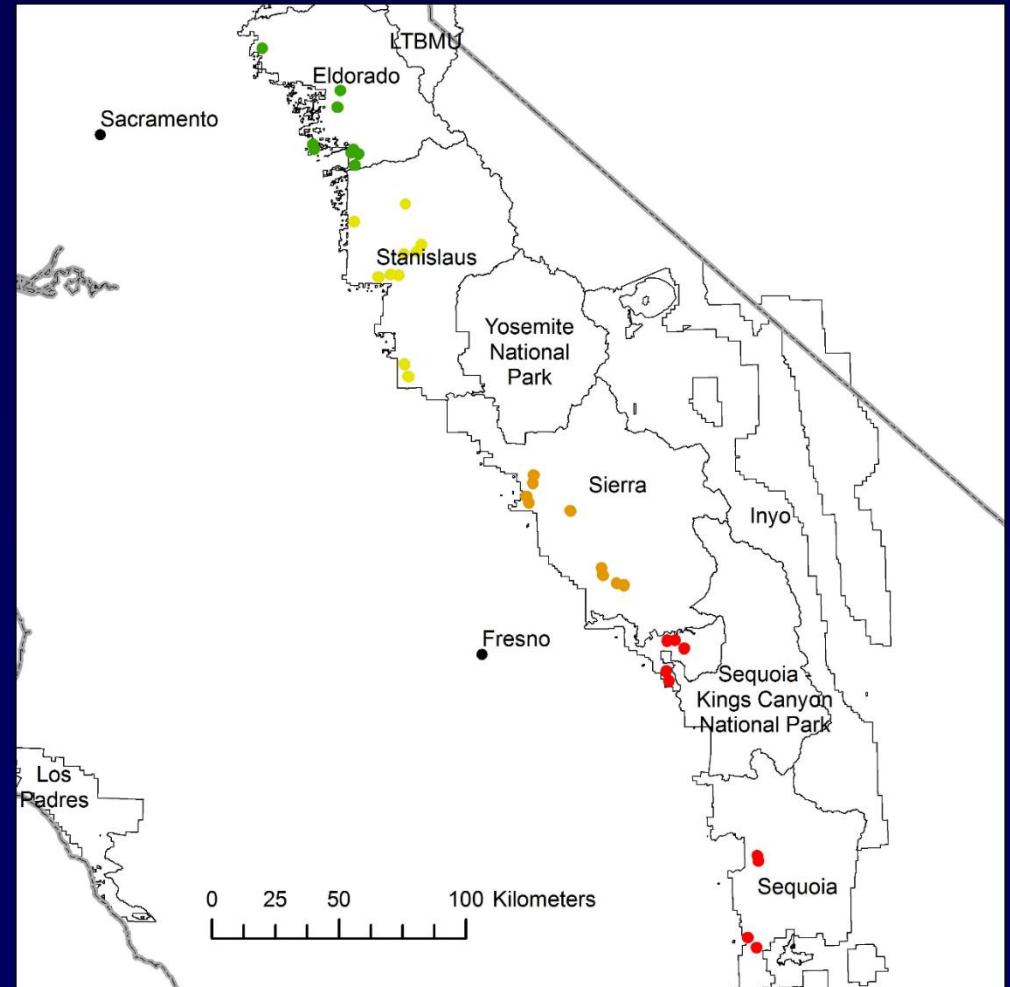 LTBMU
Eldorado
Sacramento
Stanislaus
Yosemite
National
Park
Sierra
Inyo
Fresno
Sequoia
Kings Canyon
National Park
Los
Padres
Sequoia
0 25 50 100 Kilometers